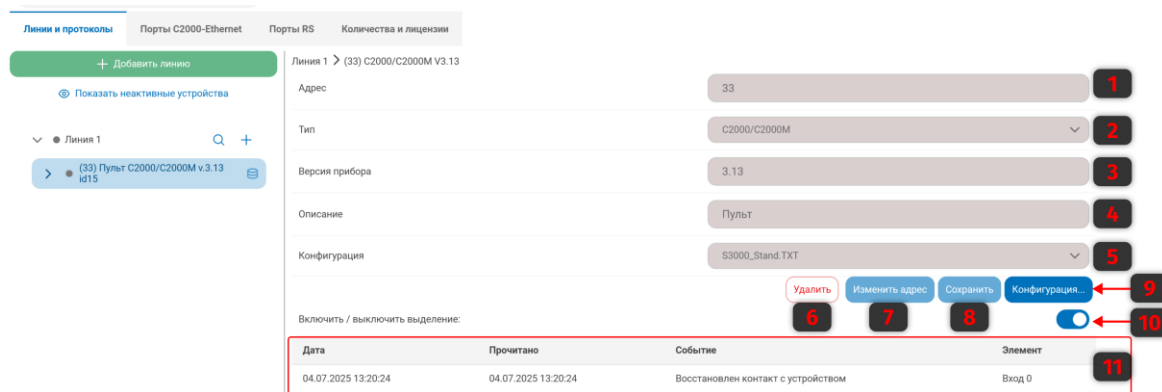 Линии и протоколы Порты С2000-Ethernet Порты RS Количества и лицензии
+ Добавить линию
Показать неактивные устройства
Линия 1
(33) Пульт С2000/С2000М v.3.13
id15
Линия 1 > (33) С2000/С2000М V3.13
Адрес 33 1
Тип С2000/С2000М 2
Версия прибора 3.13 3
Описание Пульт 4
Конфигурация S3000_Stand.TXT 5
Удалить Изменить адрес Сохранить Конфигурация... 9
6 7 8
Включить / выключить выделение: 10
Дата Прочитано Событие Элемент
04.07.2025 13:20:24 04.07.2025 13:20:24 Восстановлен контакт с устройством Вход 0
11